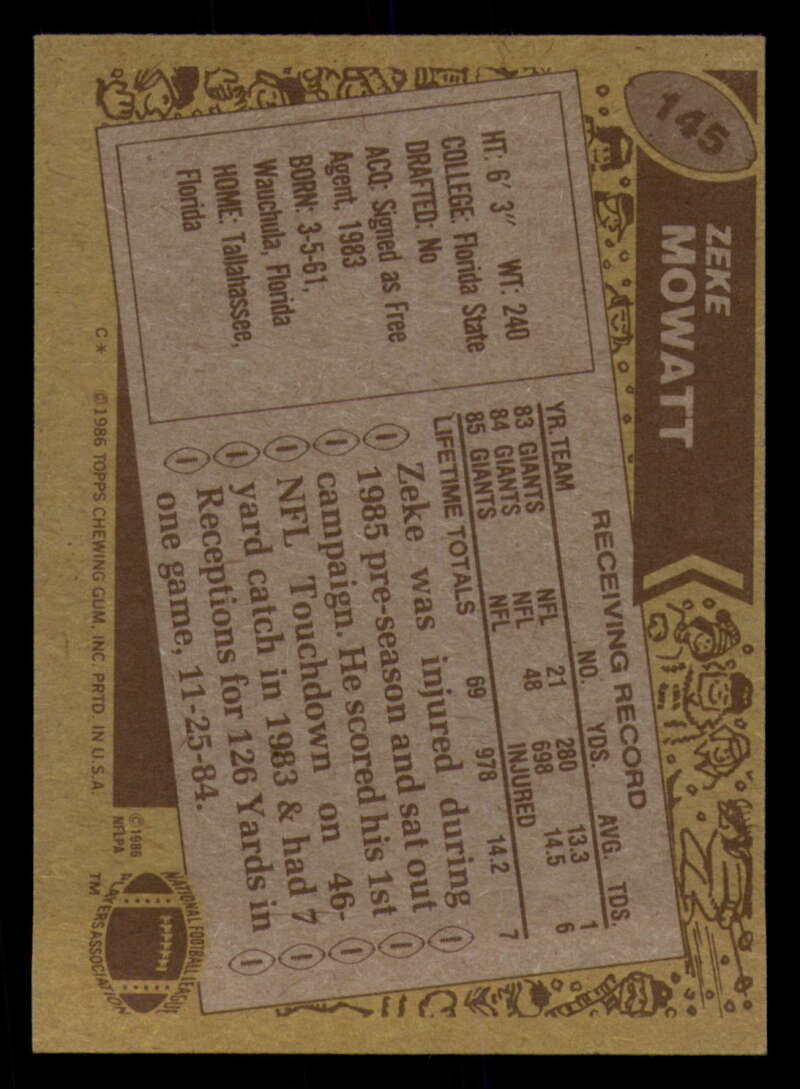 145
ZEKE
MOWATT
HT: 6' 3" WT: 240
COLLEGE: Florida State
DRAFTED: No
ACQ: Signed as Free
Agent, 1983
BORN: 3-5-61,
Wauchula, Florida
HOME: Tallahassee,
Florida
RECEIVING RECORD
YR. TEAM NO. YDS. AVG. TDS.
83 GIANTS NFL 21 280 13.3 1
84 GIANTS NFL 48 698 14.5 6
85 GIANTS NFL INJURED
LIFETIME TOTALS 69 978 14.2 7
Zeke was injured during
1985 pre-season and sat out
campaign. He scored his 1st
NFL Touchdown on 46-
yard catch in 1983 & had 7
Receptions for 126 Yards in
one game, 11-25-84.
C* ©1986 TOPPS CHEWING GUM, INC. PRTD. IN U.S.A.
©1986
NFLPA
NATIONAL FOOTBALL LEAGUE
PLAYERS ASSOCIATION
TM